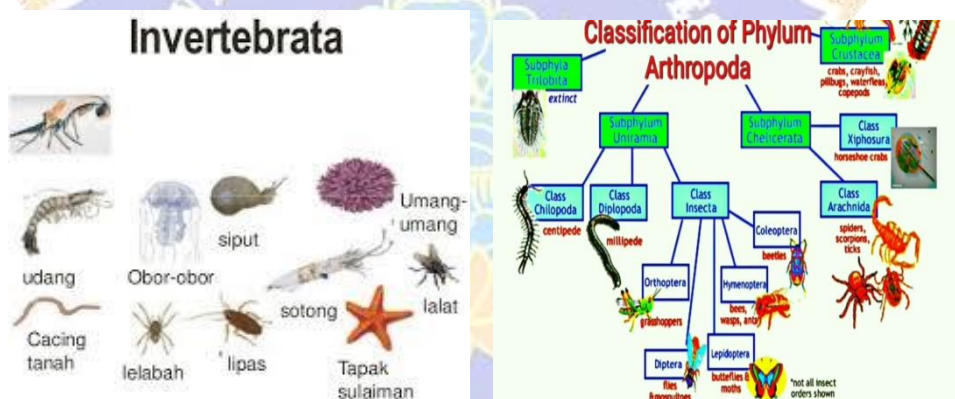 Invertebrata
udang
Obor-obor
siput
Umang-
umang
sotong
lalat
Cacing
tanah
lelabah
lipas
Tapak
sulaiman
Classification of Phylum
Arthropoda
Subphyla
Trilobita
extinct
Subphylum
Crustacea
crabs, crayfish,
pillbugs, waterfleas,
copepods
Subphylum
Uniramia
Subphylum
Chelicerata
Class
Xiphosura
horseshoe crabs
Class
Chilopoda
centipede
Class
Diplopoda
millipede
Class
Insecta
Class
Arachnida
spiders,
scorpions,
ticks
Coleoptera
beetles
Orthoptera
grasshoppers
Hymenoptera
bees,
wasps, ants
Diptera
flies
&mosquitoes
Lepidoptera
butteflies &
moths
*not all insect
orders shown